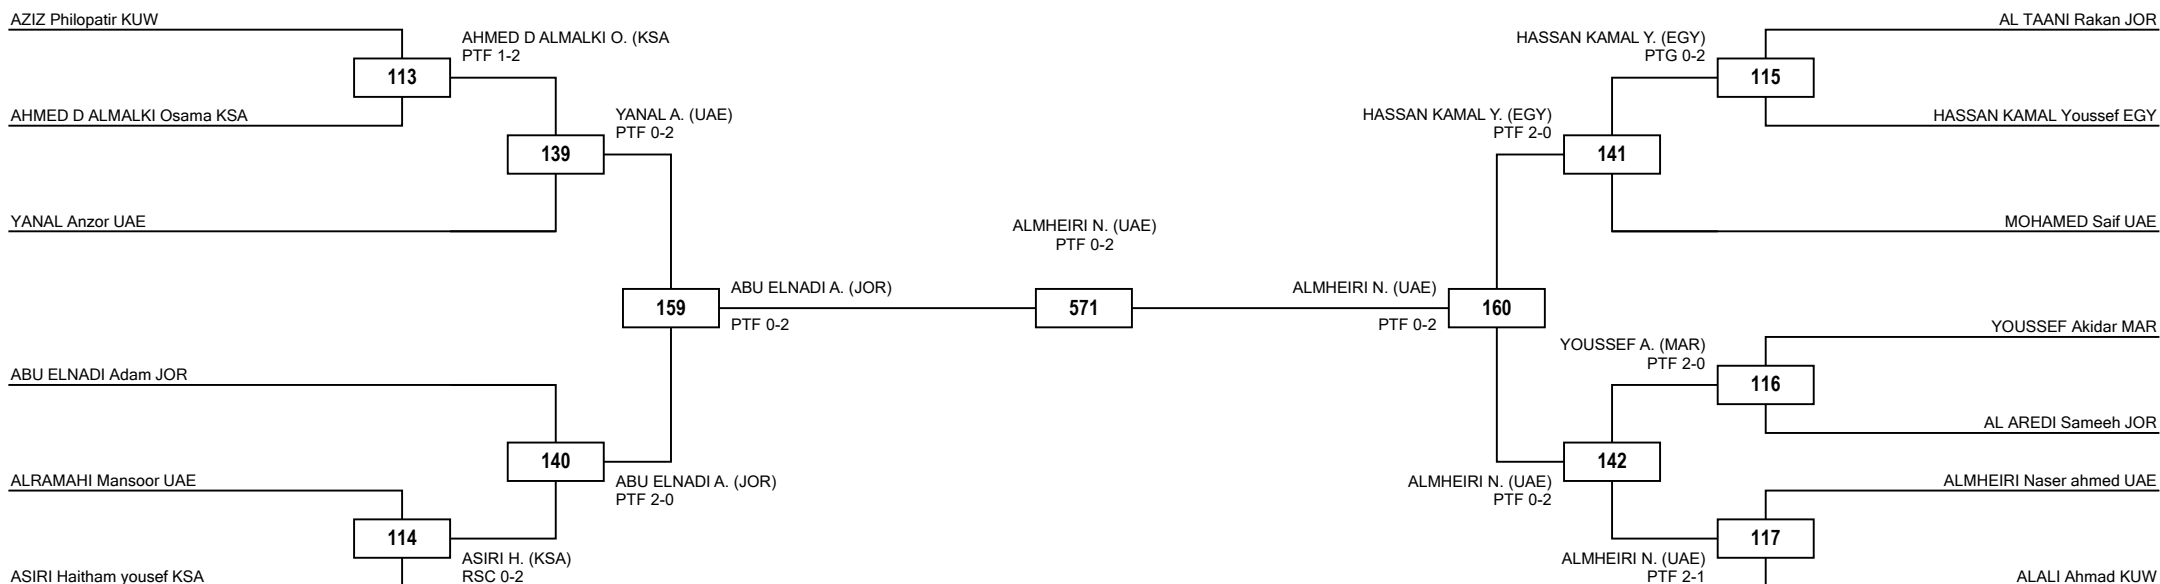 AZIZ Philopatir KUW
AHMED D ALMALKI O. (KSA
PTF 1-2
113
AHMED D ALMALKI Osama KSA
YANAL A. (UAE)
PTF 0-2
139
YANAL Anzor UAE
ABU ELNADI A. (JOR)
PTF 0-2
159
ABU ELNADI Adam JOR
140
ABU ELNADI A. (JOR)
PTF 2-0
ALRAMAHI Mansoor UAE
114
ASIRI H. (KSA)
RSC 0-2
ASIRI Haitham yousef KSA
ALMHEIRI N. (UAE)
PTF 0-2
571
AL TAANI Rakan JOR
HASSAN KAMAL Y. (EGY)
PTG 0-2
115
HASSAN KAMAL Youssef EGY
HASSAN KAMAL Y. (EGY)
PTF 2-0
141
MOHAMED Saif UAE
ALMHEIRI N. (UAE)
PTF 0-2
160
YOUSSEF Akidar MAR
YOUSSEF A. (MAR)
PTF 2-0
116
AL AREDI Sameeh JOR
142
ALMHEIRI N. (UAE)
PTF 0-2
ALMHEIRI Naser ahmed UAE
117
ALMHEIRI N. (UAE)
PTF 2-1
ALALI Ahmad KUW